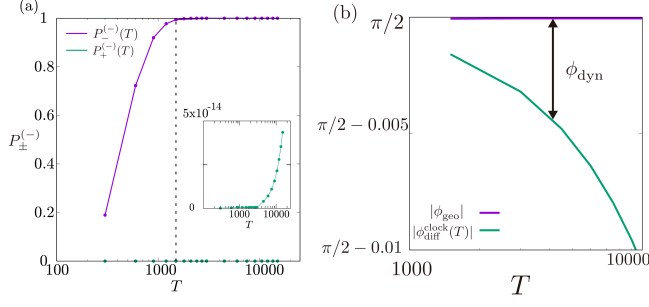 (a)
1
0.8
0.6
0.4
0.2
0
P_±^(−)
P_−^(−)(T)
P_+^(−)(T)
5x10^-14
0
1000 10000
T
100 1000 10000
T
(b)
π/2
π/2 − 0.005
π/2 − 0.01
ϕ_dyn
|ϕ_geo|
|ϕ_diff^clock(T)|
1000 10000
T